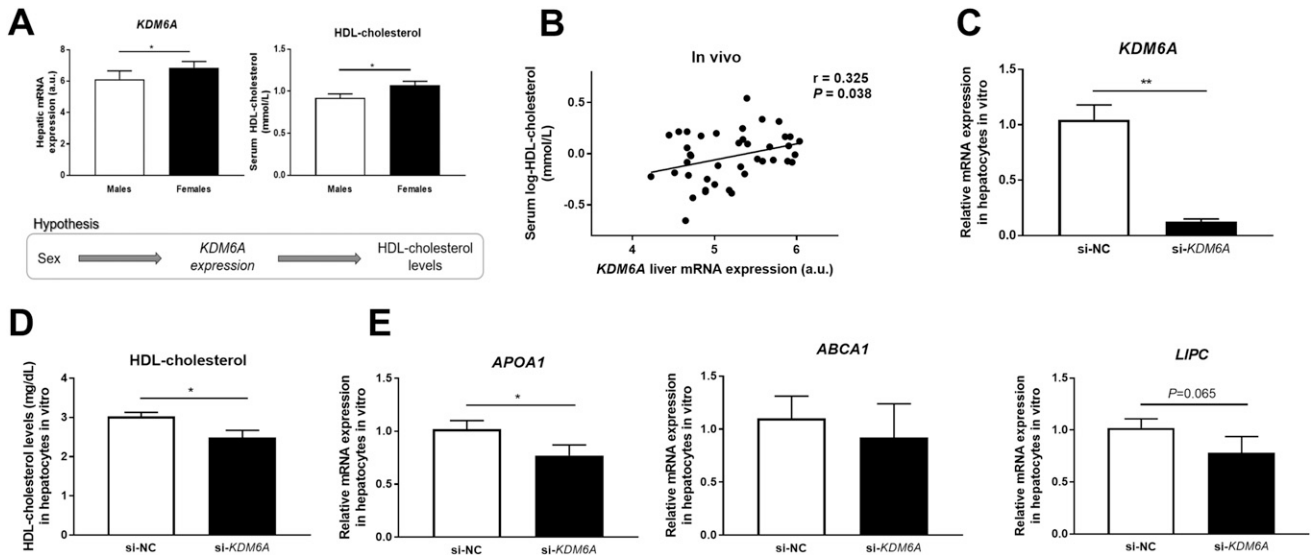 A
KDM6A
Hepatic mRNA
expression (a.u.)
8
6
4
2
0
*
Males
Females
HDL-cholesterol
Serum HDL-cholesterol
(mmol/L)
1.5
1.0
0.5
0.0
*
Males
Females
Hypothesis
Sex
KDM6A
expression
HDL-cholesterol
levels
B
In vivo
r = 0.325
P = 0.038
Serum log-HDL-cholesterol
(mmol/L)
0.5
0.0
-0.5
4
5
6
KDM6A liver mRNA expression (a.u.)
C
KDM6A
Relative mRNA expression
in hepatocytes in vitro
1.5
1.0
0.5
0.0
**
si-NC
si-KDM6A
D
HDL-cholesterol
HDL-cholesterol levels (mg/dL)
in hepatocytes in vitro
4
3
2
1
0
*
si-NC
si-KDM6A
E
APOA1
Relative mRNA expression
in hepatocytes in vitro
1.5
1.0
0.5
0.0
*
si-NC
si-KDM6A
ABCA1
Relative mRNA expression
in hepatocytes in vitro
1.5
1.0
0.5
0.0
si-NC
si-KDM6A
LIPC
Relative mRNA expression
in hepatocytes in vitro
1.5
1.0
0.5
0.0
P=0.065
si-NC
si-KDM6A